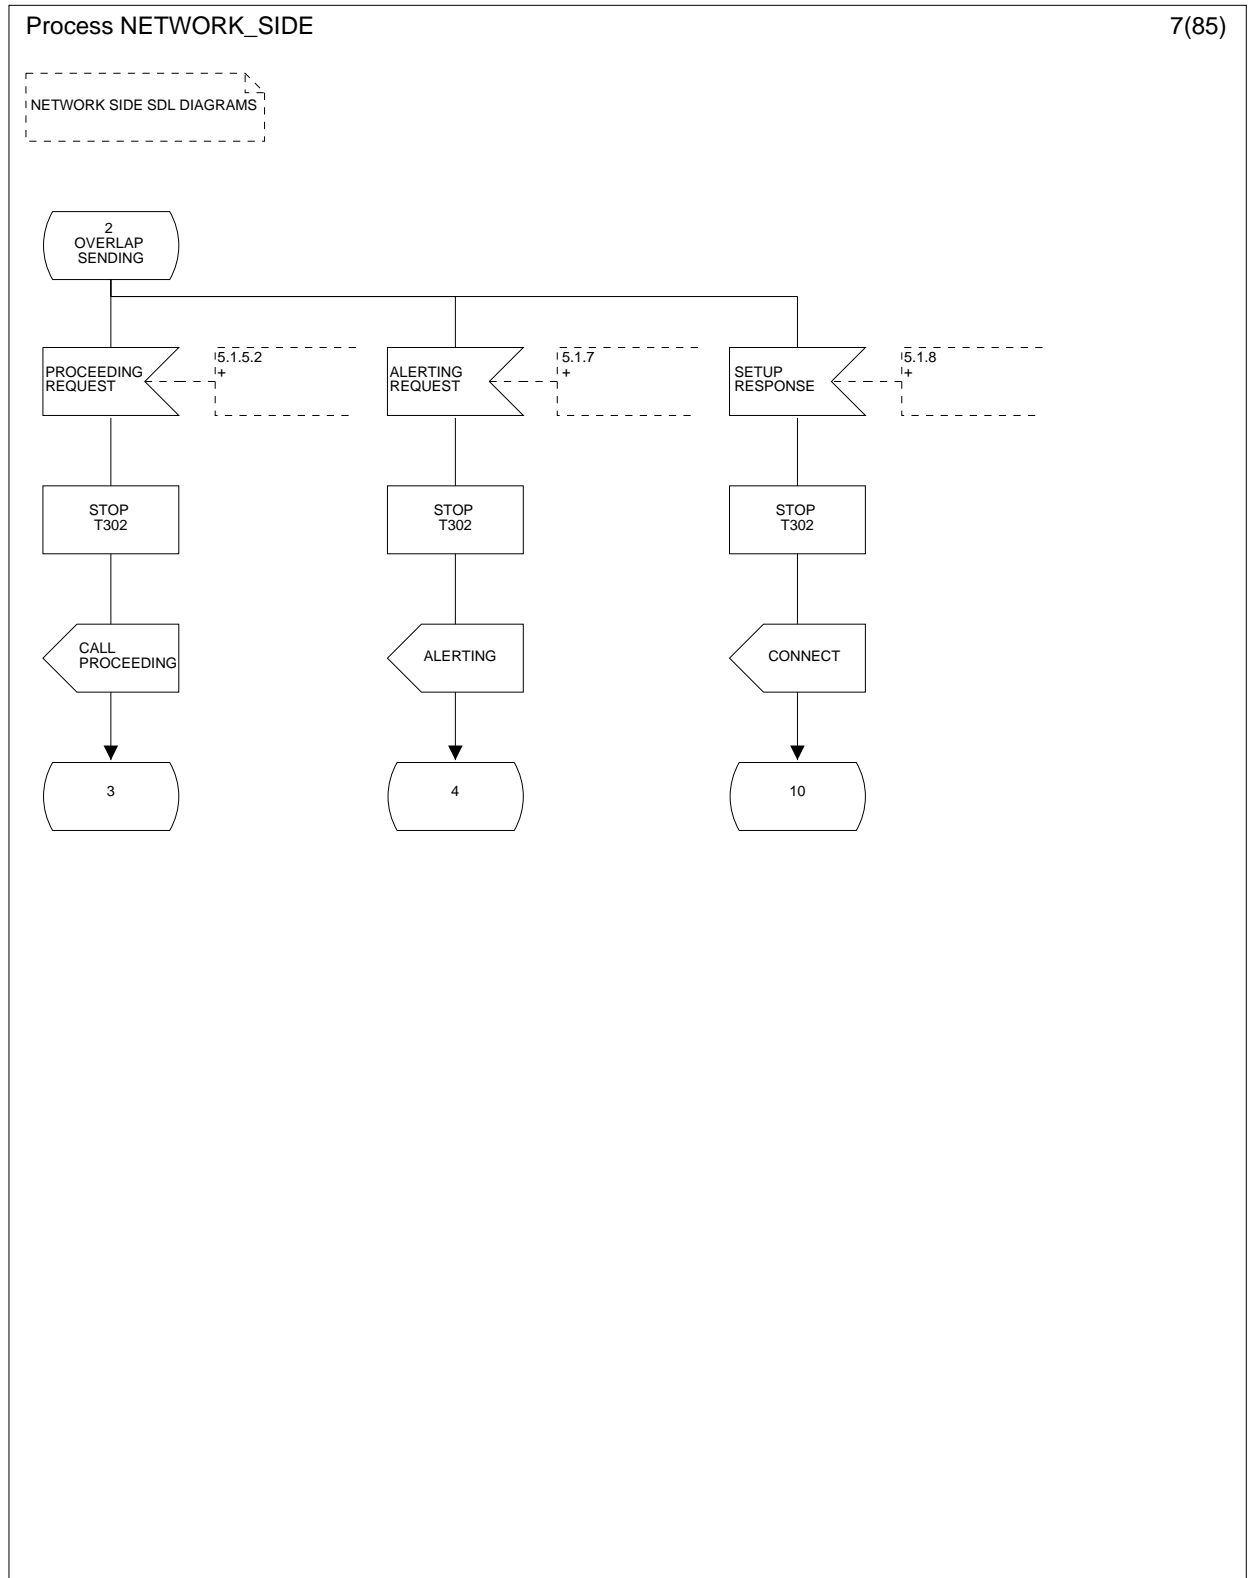 Process NETWORK_SIDE
7(85)
NETWORK SIDE SDL DIAGRAMS
2
OVERLAP
SENDING
PROCEEDING
REQUEST
5.1.5.2
+
ALERTING
REQUEST
5.1.7
+
SETUP
RESPONSE
5.1.8
+
STOP
T302
STOP
T302
STOP
T302
CALL
PROCEEDING
ALERTING
CONNECT
3
4
10